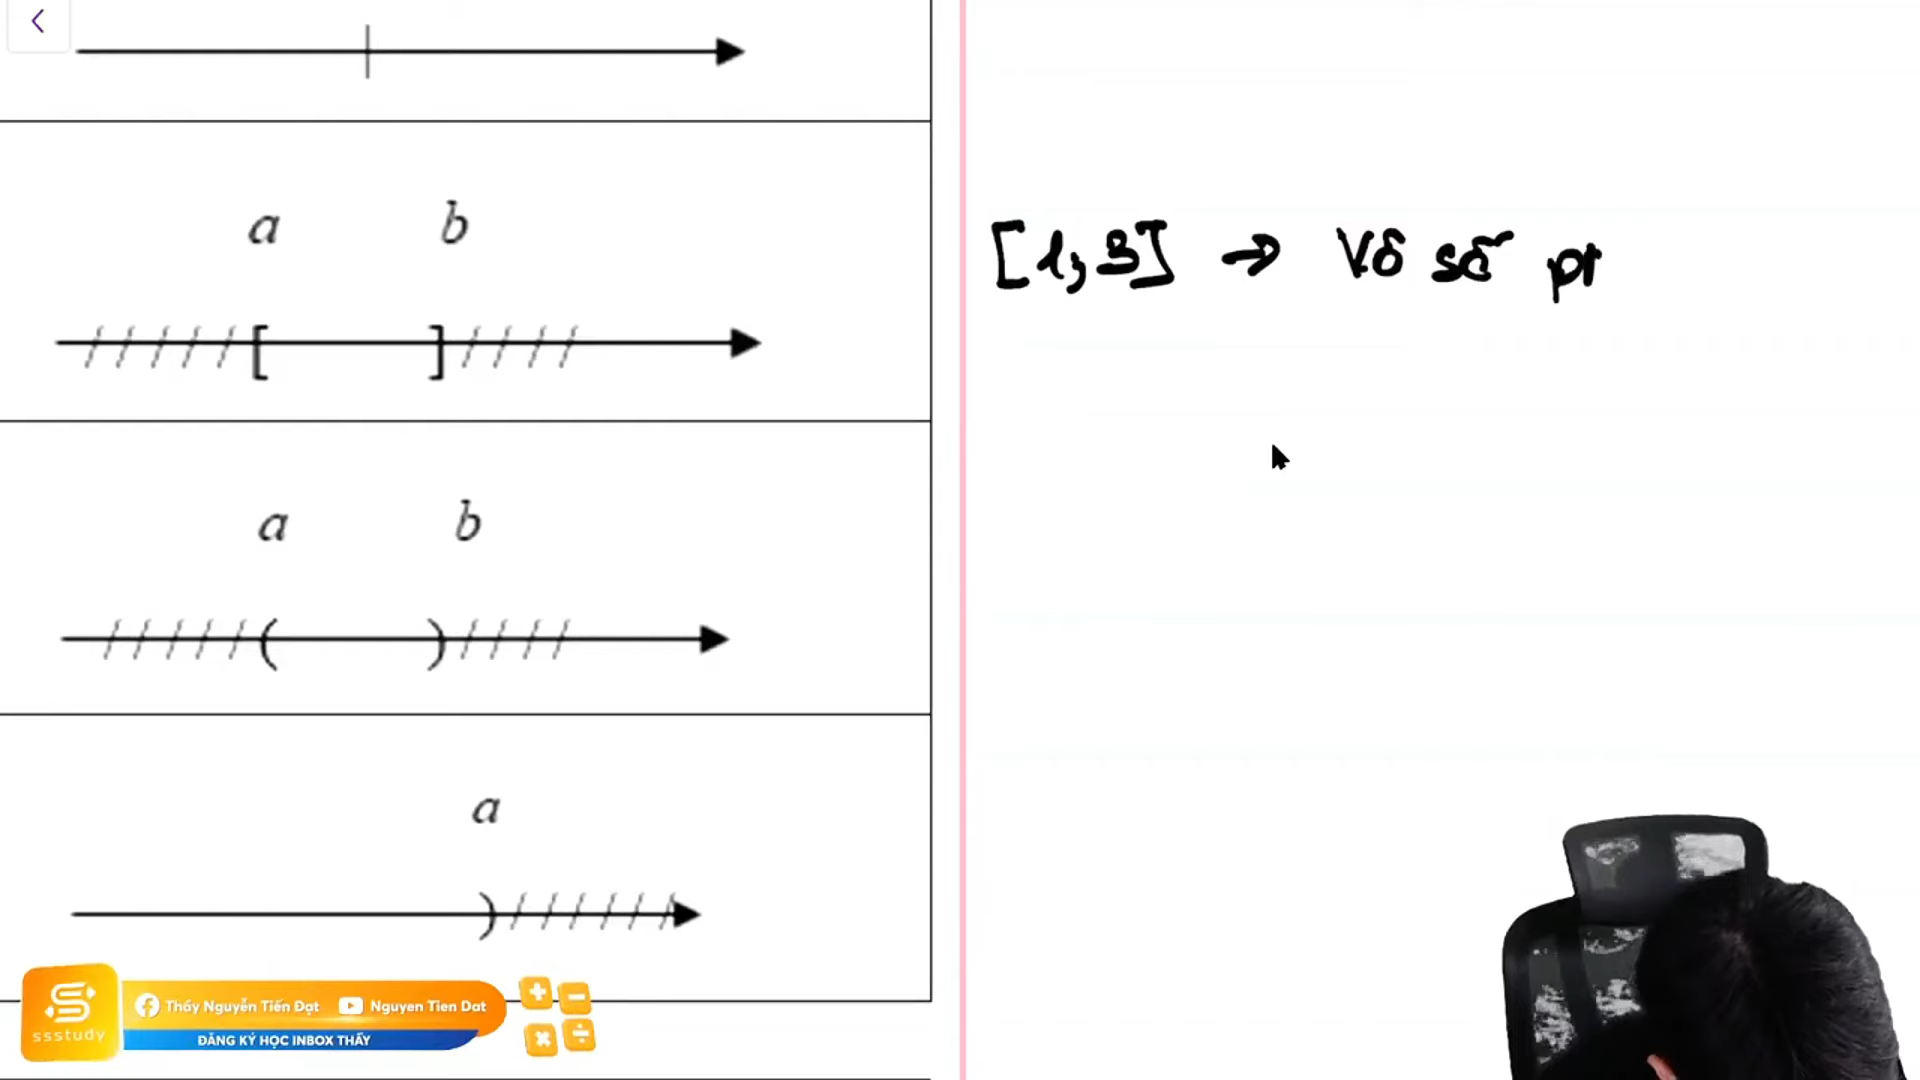 a b
[ ]
[1; 3] → Vô số pt
a b
( )
a
)
ssstudy
Thầy Nguyễn Tiến Đạt Nguyen Tien Dat
ĐĂNG KÝ HỌC INBOX THẦY